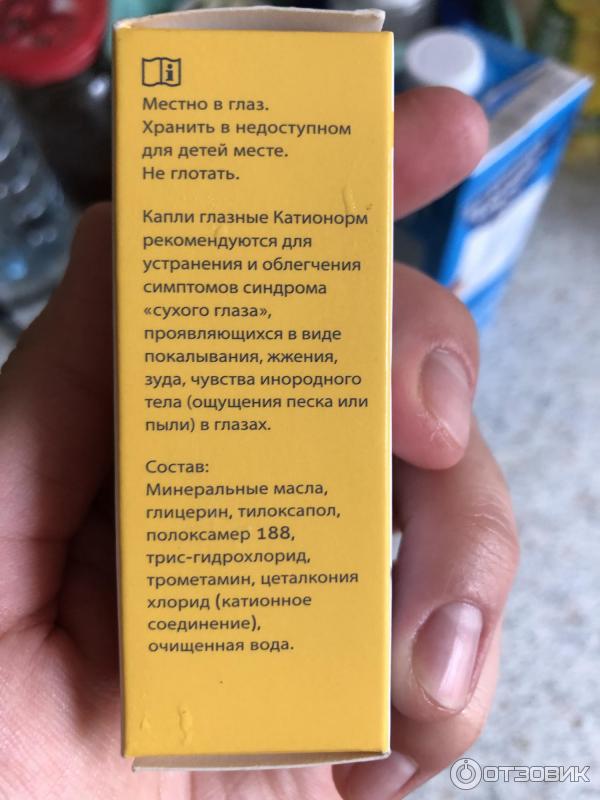 Местно в глаз.
Хранить в недоступном
для детей месте.
Не глотать.
Капли глазные Катионорм
рекомендуются для
устранения и облегчения
симптомов синдрома
«сухого глаза»,
проявляющихся в виде
покалывания, жжения,
зуда, чувства инородного
тела (ощущения песка или
пыли) в глазах.
Состав:
Минеральные масла,
глицерин, тилоксапол,
полоксамер 188,
трис-гидрохлорид,
трометамин, цеталкония
хлорид (катионное
соединение),
очищенная вода.
ОТЗОВИК